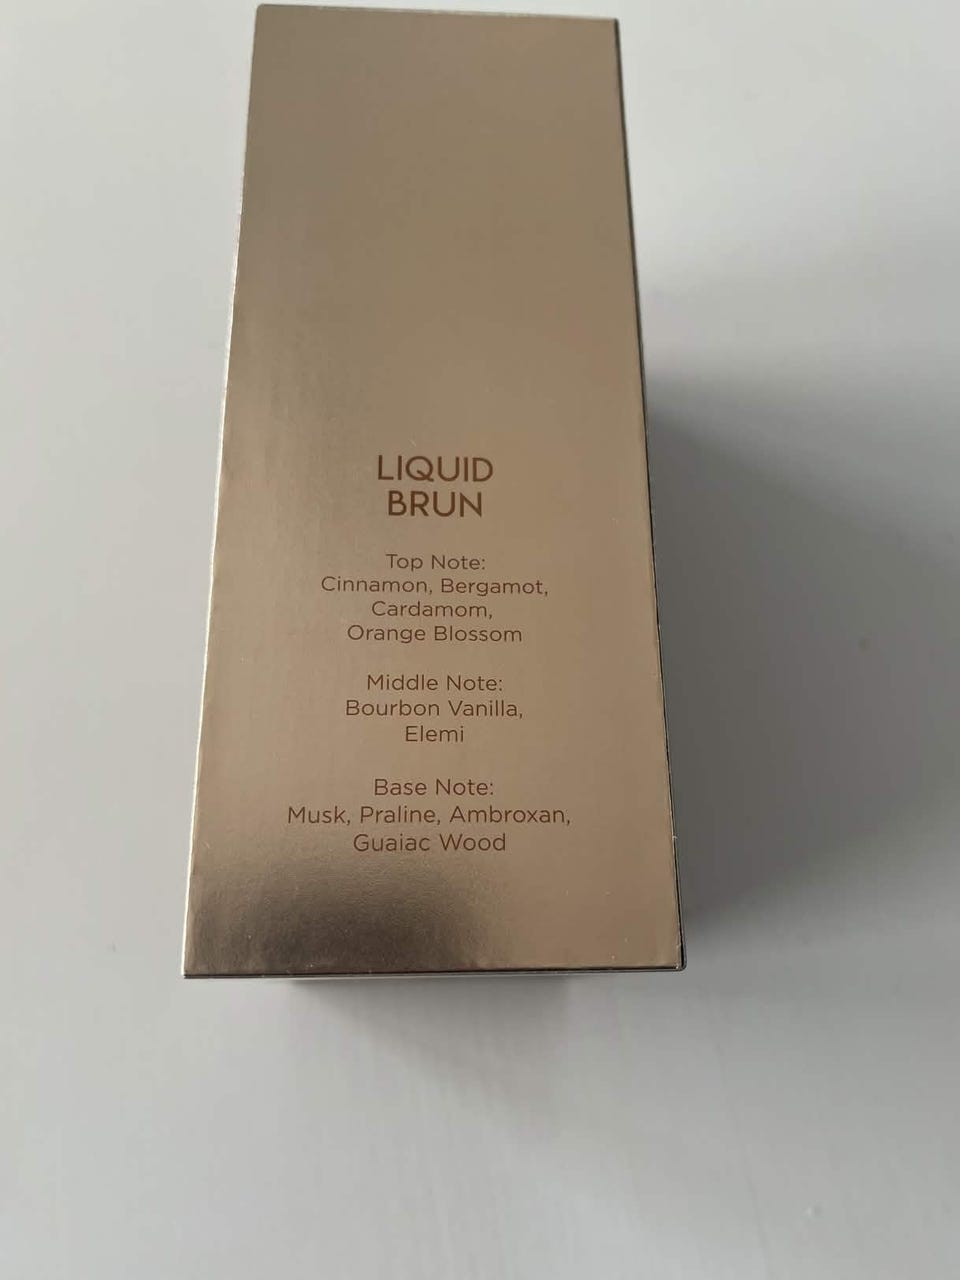 LIQUID
BRUN
Top Note:
Cinnamon, Bergamot,
Cardamom,
Orange Blossom
Middle Note:
Bourbon Vanilla,
Elemi
Base Note:
Musk, Praline, Ambroxan,
Guaiac Wood